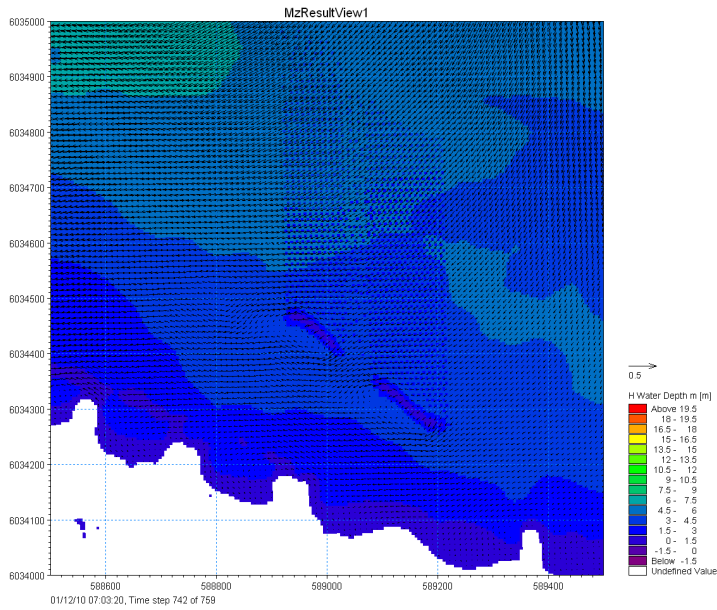 MzResultView1
6035000
6034900
6034800
6034700
6034600
6034500
6034400
6034300
6034200
6034100
6034000
588600 588800 589000 589200 589400
01/12/10 07:03:20, Time step 742 of 759
0.5
H Water Depth m [m]
Above 19.5
18 - 19.5
16.5 - 18
15 - 16.5
13.5 - 15
12 - 13.5
10.5 - 12
9 - 10.5
7.5 - 9
6 - 7.5
4.5 - 6
3 - 4.5
1.5 - 3
0 - 1.5
-1.5 - 0
Below -1.5
Undefined Value